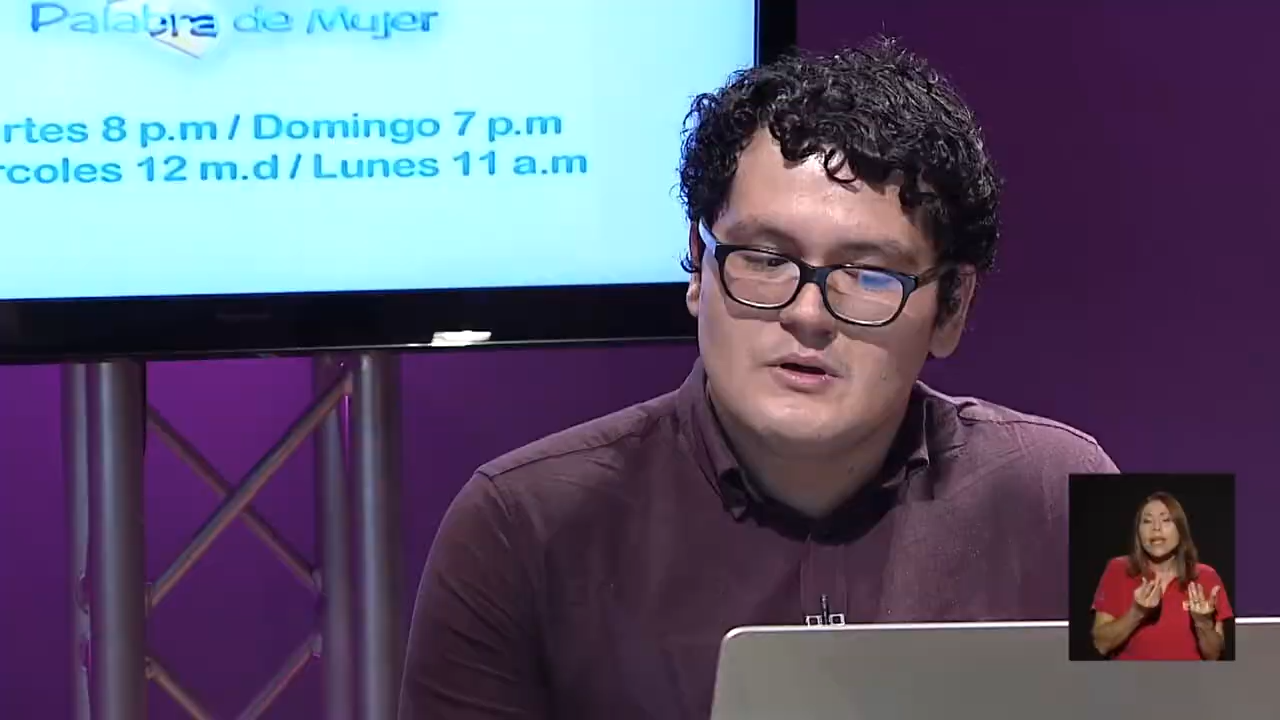 Palabra de Mujer
rtes 8 p.m / Domingo 7 p.m
rcoles 12 m.d / Lunes 11 a.m